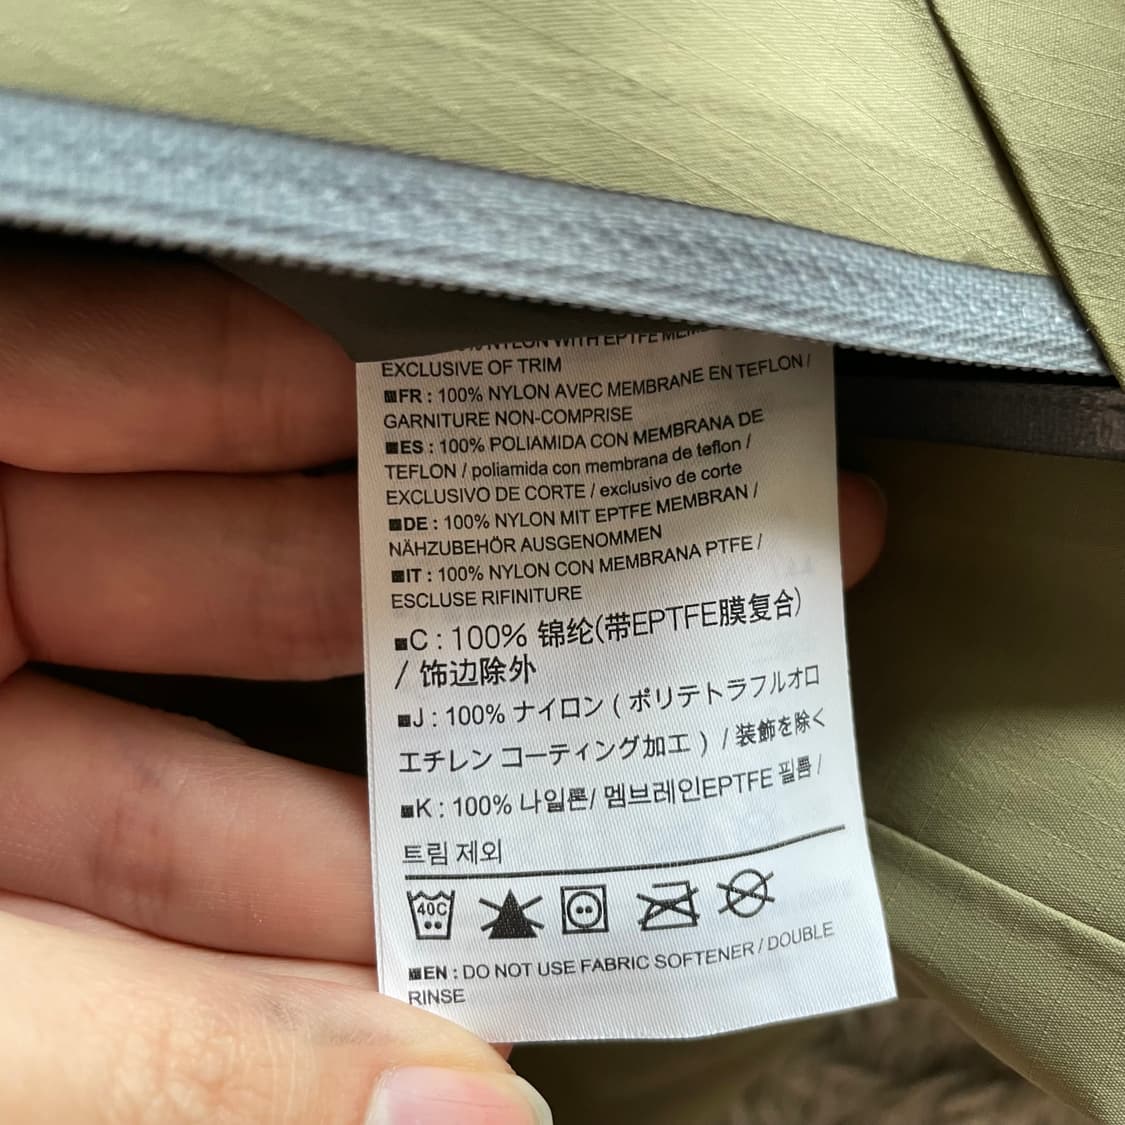 NYLON WITH EPTFE
EXCLUSIVE OF TRIM
■FR : 100% NYLON AVEC MEMBRANE EN TEFLON /
GARNITURE NON-COMPRISE
■ES : 100% POLIAMIDA CON MEMBRANA DE
TEFLON / poliamida con membrana de teflon /
EXCLUSIVO DE CORTE / exclusivo de corte
■DE : 100% NYLON MIT EPTFE MEMBRAN /
NÄHZUBEHÖR AUSGENOMMEN
■IT : 100% NYLON CON MEMBRANA PTFE /
ESCLUSE RIFINITURE
■C : 100% 锦纶(带EPTFE膜复合)
/ 饰边除外
■J : 100% ナイロン ( ポリテトラフルオロ
エチレン コーティング加工 ) / 装飾を除く
■K : 100% 나일론/ 멤브레인EPTFE 필름 /
트림 제외
40C
■EN : DO NOT USE FABRIC SOFTENER / DOUBLE
RINSE